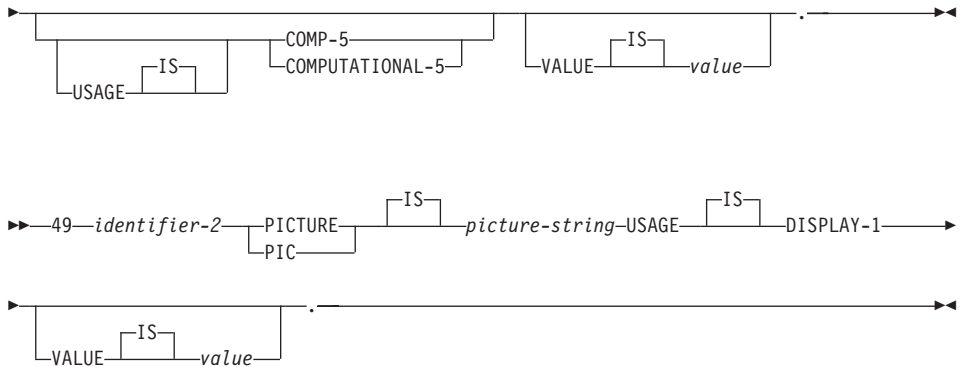 COMP-5 .
IS COMPUTATIONAL-5 IS
USAGE VALUE value
IS IS
49 identifier-2 PICTURE picture-string USAGE DISPLAY-1
PIC
.
IS
VALUE value